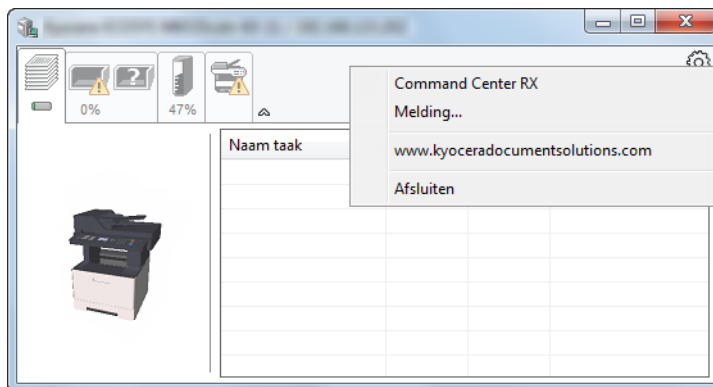 0%
47%
Naam taak
Command Center RX
Melding...
www.kyoceradocumentsolutions.com
Afsluiten